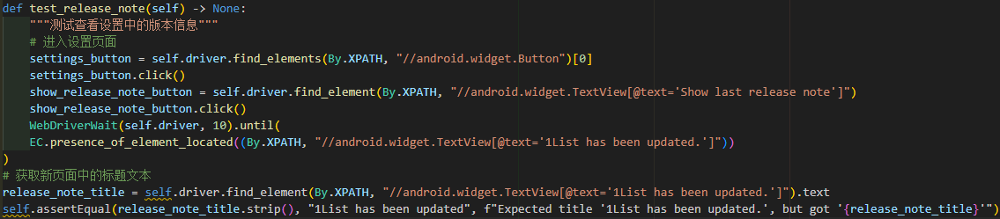 def test_release_note(self) -> None:
    """测试查看设置中的版本信息"""
    # 进入设置页面
    settings_button = self.driver.find_elements(By.XPATH, "//android.widget.Button")[0]
    settings_button.click()
    show_release_note_button = self.driver.find_element(By.XPATH, "//android.widget.TextView[@text='Show last release note']")
    show_release_note_button.click()
    WebDriverWait(self.driver, 10).until(
    EC.presence_of_element_located((By.XPATH, "//android.widget.TextView[@text='1List has been updated.']"))
)
# 获取新页面中的标题文本
release_note_title = self.driver.find_element(By.XPATH, "//android.widget.TextView[@text='1List has been updated.']").text
self.assertEqual(release_note_title.strip(), "1List has been updated", f"Expected title '1List has been updated.', but got '{release_note_title}'")